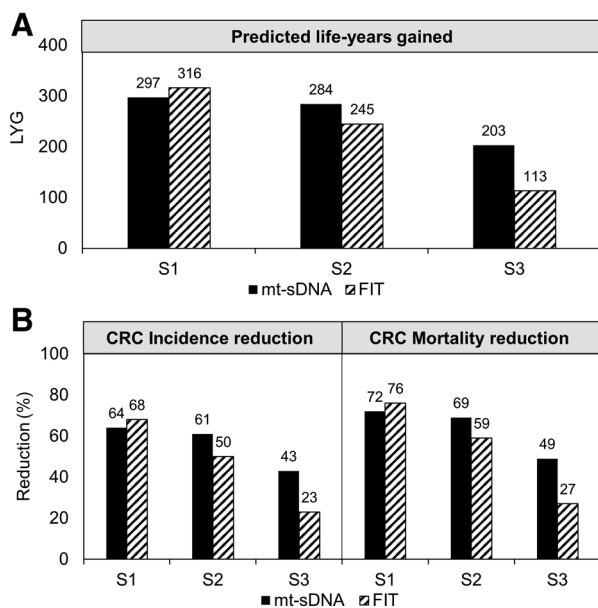 A
Predicted life-years gained
400
300
200
100
0
LYG
297
316
284
245
203
113
S1
S2
S3
mt-sDNA
FIT
B
CRC Incidence reduction
CRC Mortality reduction
100
80
60
40
20
0
Reduction (%)
64
68
61
50
43
23
72
76
69
59
49
27
S1
S2
S3
S1
S2
S3
mt-sDNA
FIT